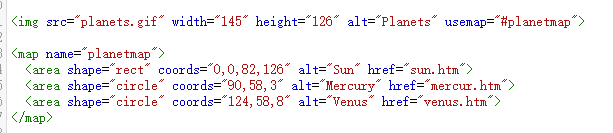 <img src="planets.gif" width="145" height="126" alt="Planets" usemap="#planetmap">
<map name="planetmap">
<area shape="rect" coords="0,0,82,126" alt="Sun" href="sun.htm">
<area shape="circle" coords="90,58,3" alt="Mercury" href="mercur.htm">
<area shape="circle" coords="124,58,8" alt="Venus" href="venus.htm">
</map>